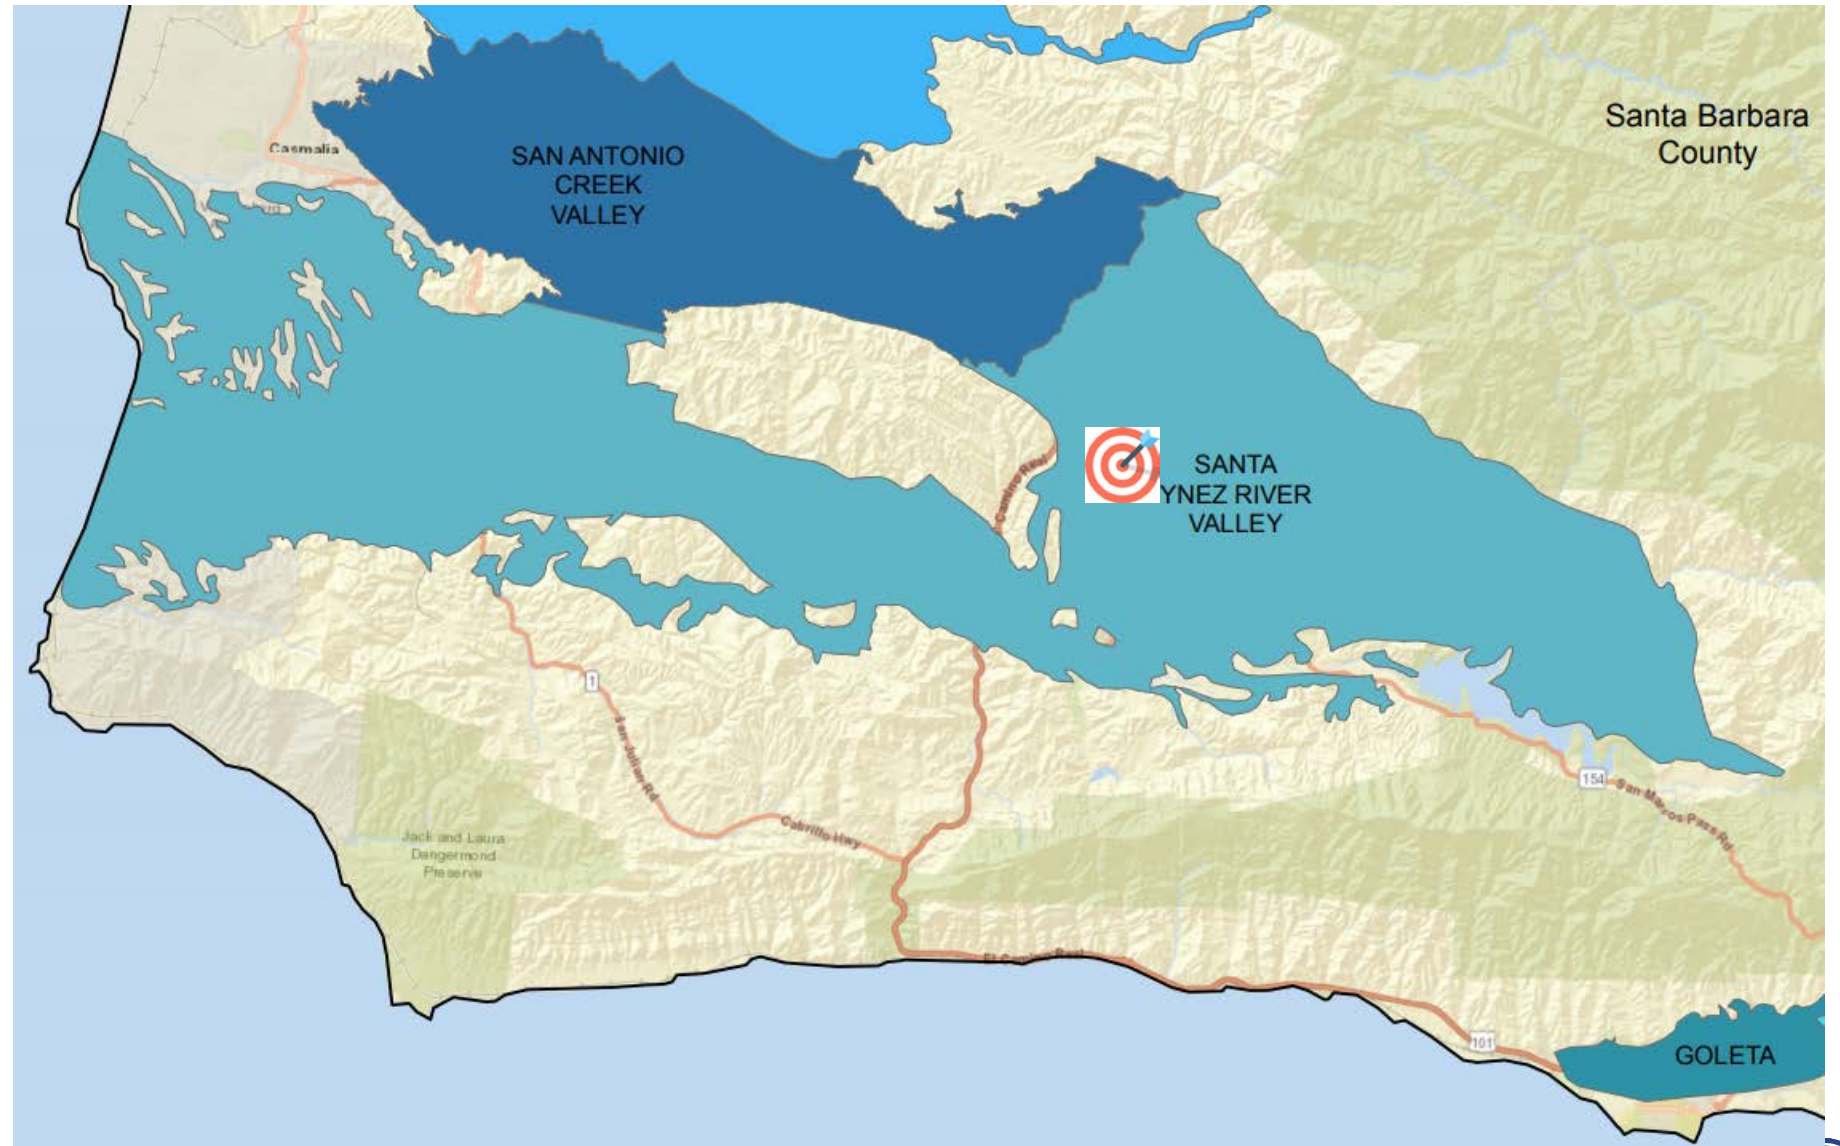 Santa Barbara
County
Casmalia
SAN ANTONIO
CREEK
VALLEY
Camino Real
SANTA
YNEZ RIVER
VALLEY
1
San Julian Rd
Cabrillo Hwy
154
San Marcos Pass Rd
Jack and Laura
Dangermond
Preserve
El Camino Real
101
GOLETA